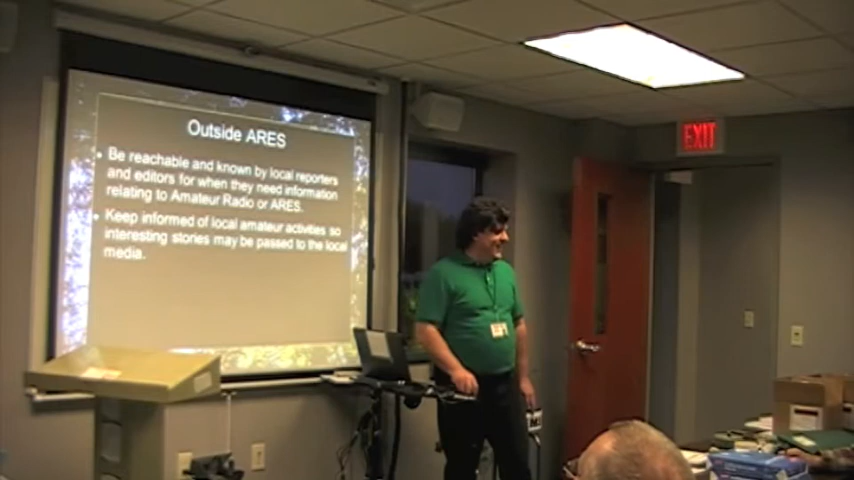 Outside ARES
Be reachable and known by local reporters
and editors for when they need information
relating to Amateur Radio or ARES.
Keep informed of local amateur activities so
interesting stories may be passed to the local
media.
EXIT